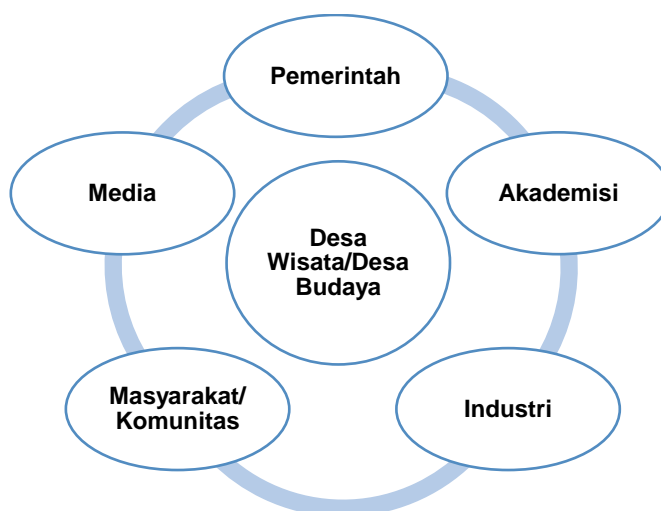 Pemerintah
Media
Akademisi
Desa
Wisata/Desa
Budaya
Masyarakat/
Komunitas
Industri